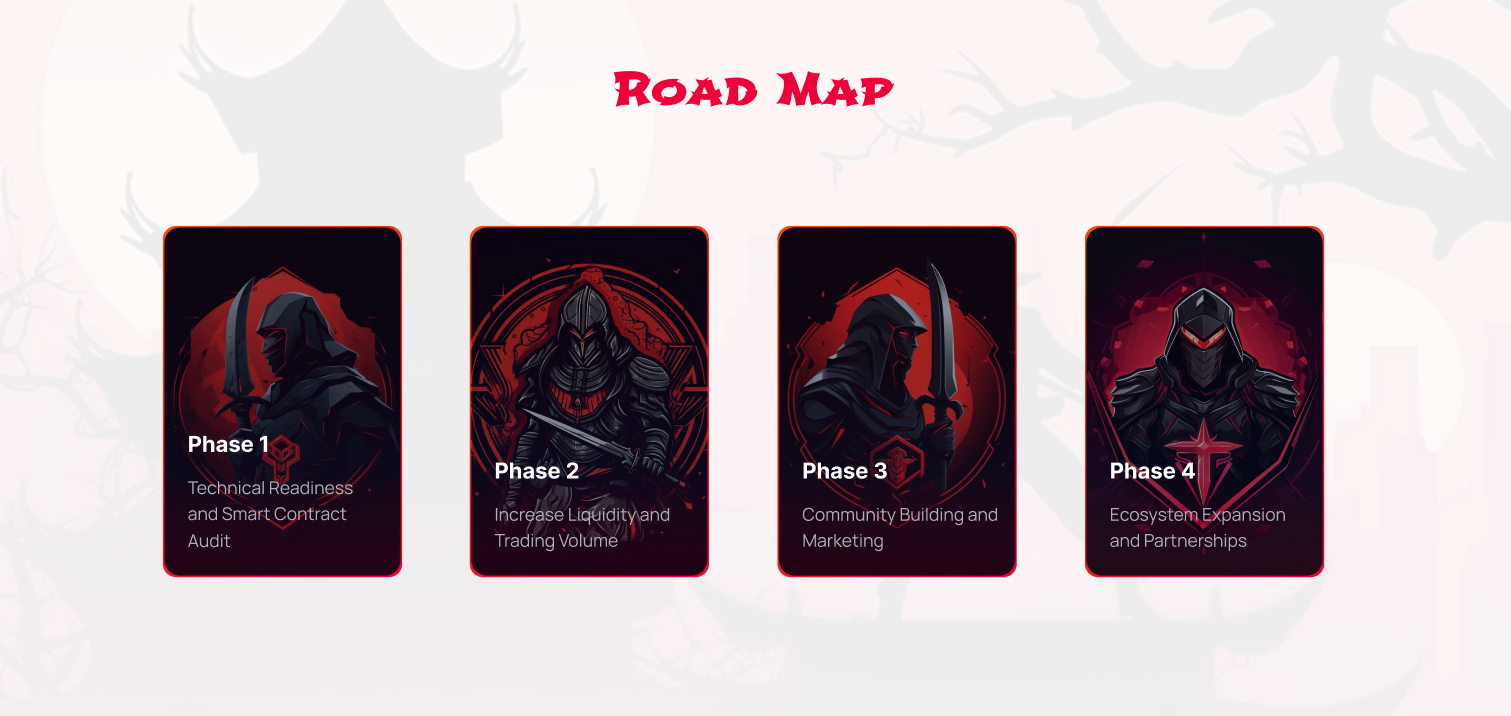 Road Map
Phase 1
Technical Readiness
and Smart Contract
Audit
Phase 2
Increase Liquidity and
Trading Volume
Phase 3
Community Building and
Marketing
Phase 4
Ecosystem Expansion
and Partnerships